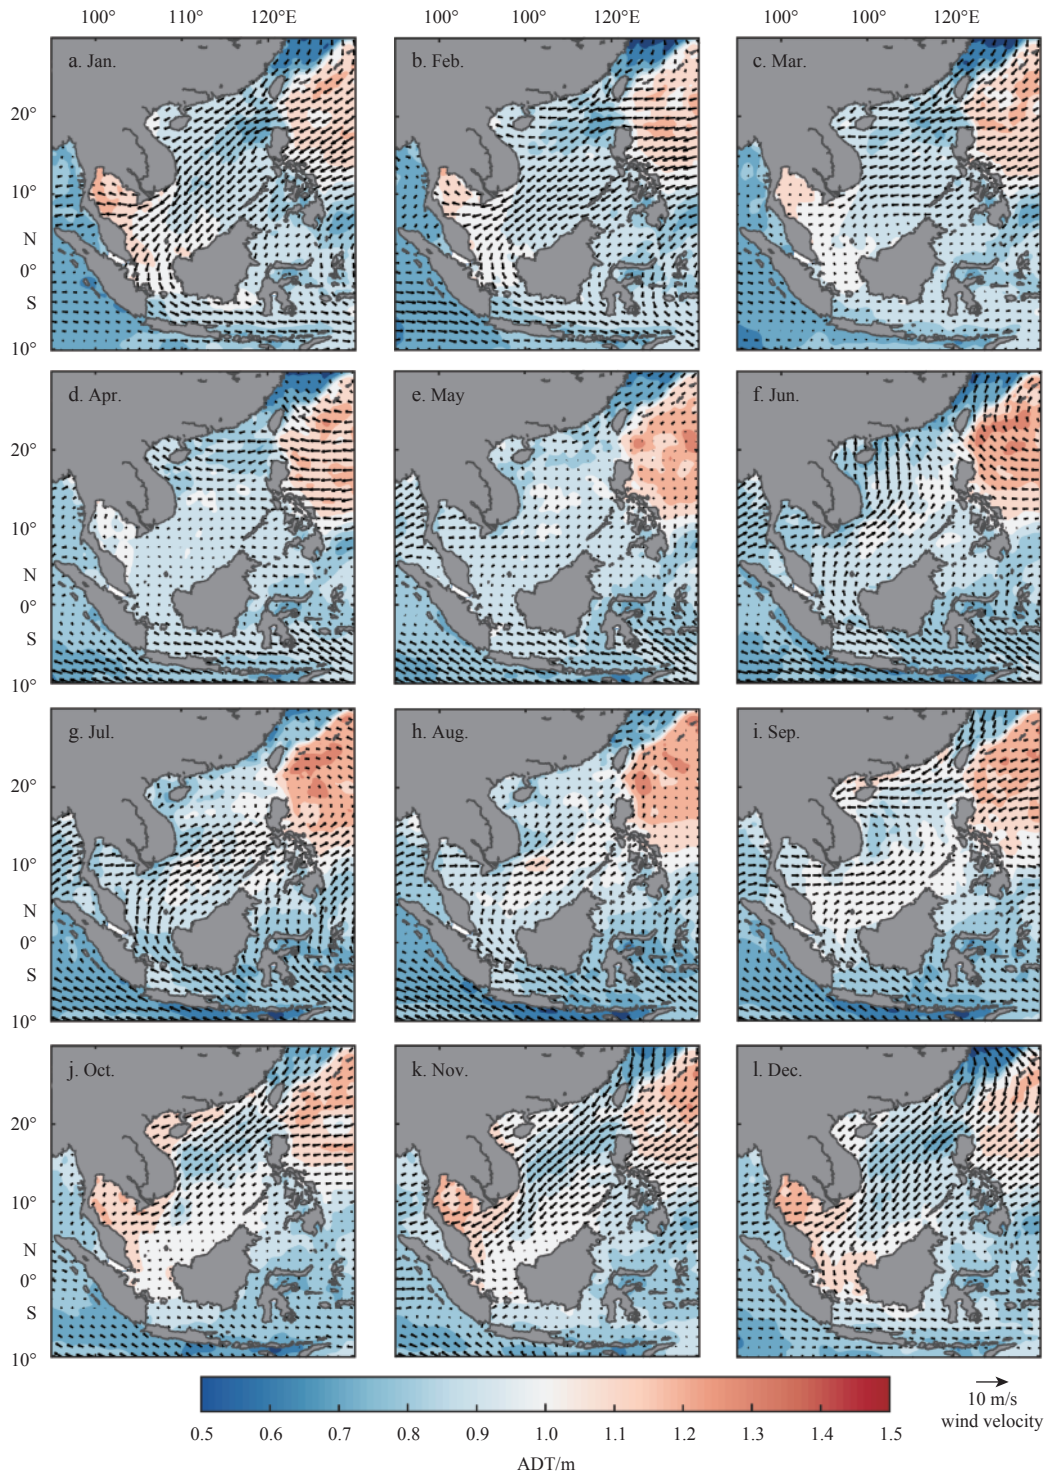 100° 110° 120°E 100° 100° 120°E 100° 100° 120°E
a. Jan. b. Feb. c. Mar.
20°
10°
N
0°
S
10°
d. Apr. e. May f. Jun.
20°
10°
N
0°
S
10°
g. Jul. h. Aug. i. Sep.
20°
10°
N
0°
S
10°
j. Oct. k. Nov. l. Dec.
20°
10°
N
0°
S
10°
0.5 0.6 0.7 0.8 0.9 1.0 1.1 1.2 1.3 1.4 1.5
ADT/m
10 m/s
wind velocity